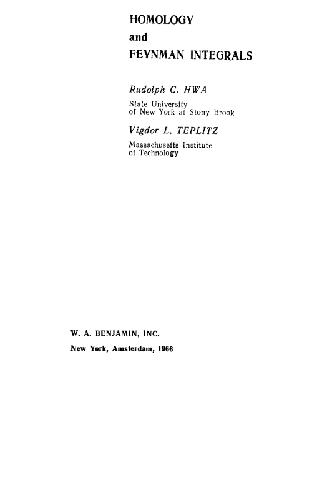 HOMOLOGY
and
FEYNMAN INTEGRALS
Rudolph C. HWA
State University
of New York at Stony Brook
Vigdor L. TEPLITZ
Massachusetts Institute
of Technology
W. A. BENJAMIN, INC.
New York, Amsterdam, 1966